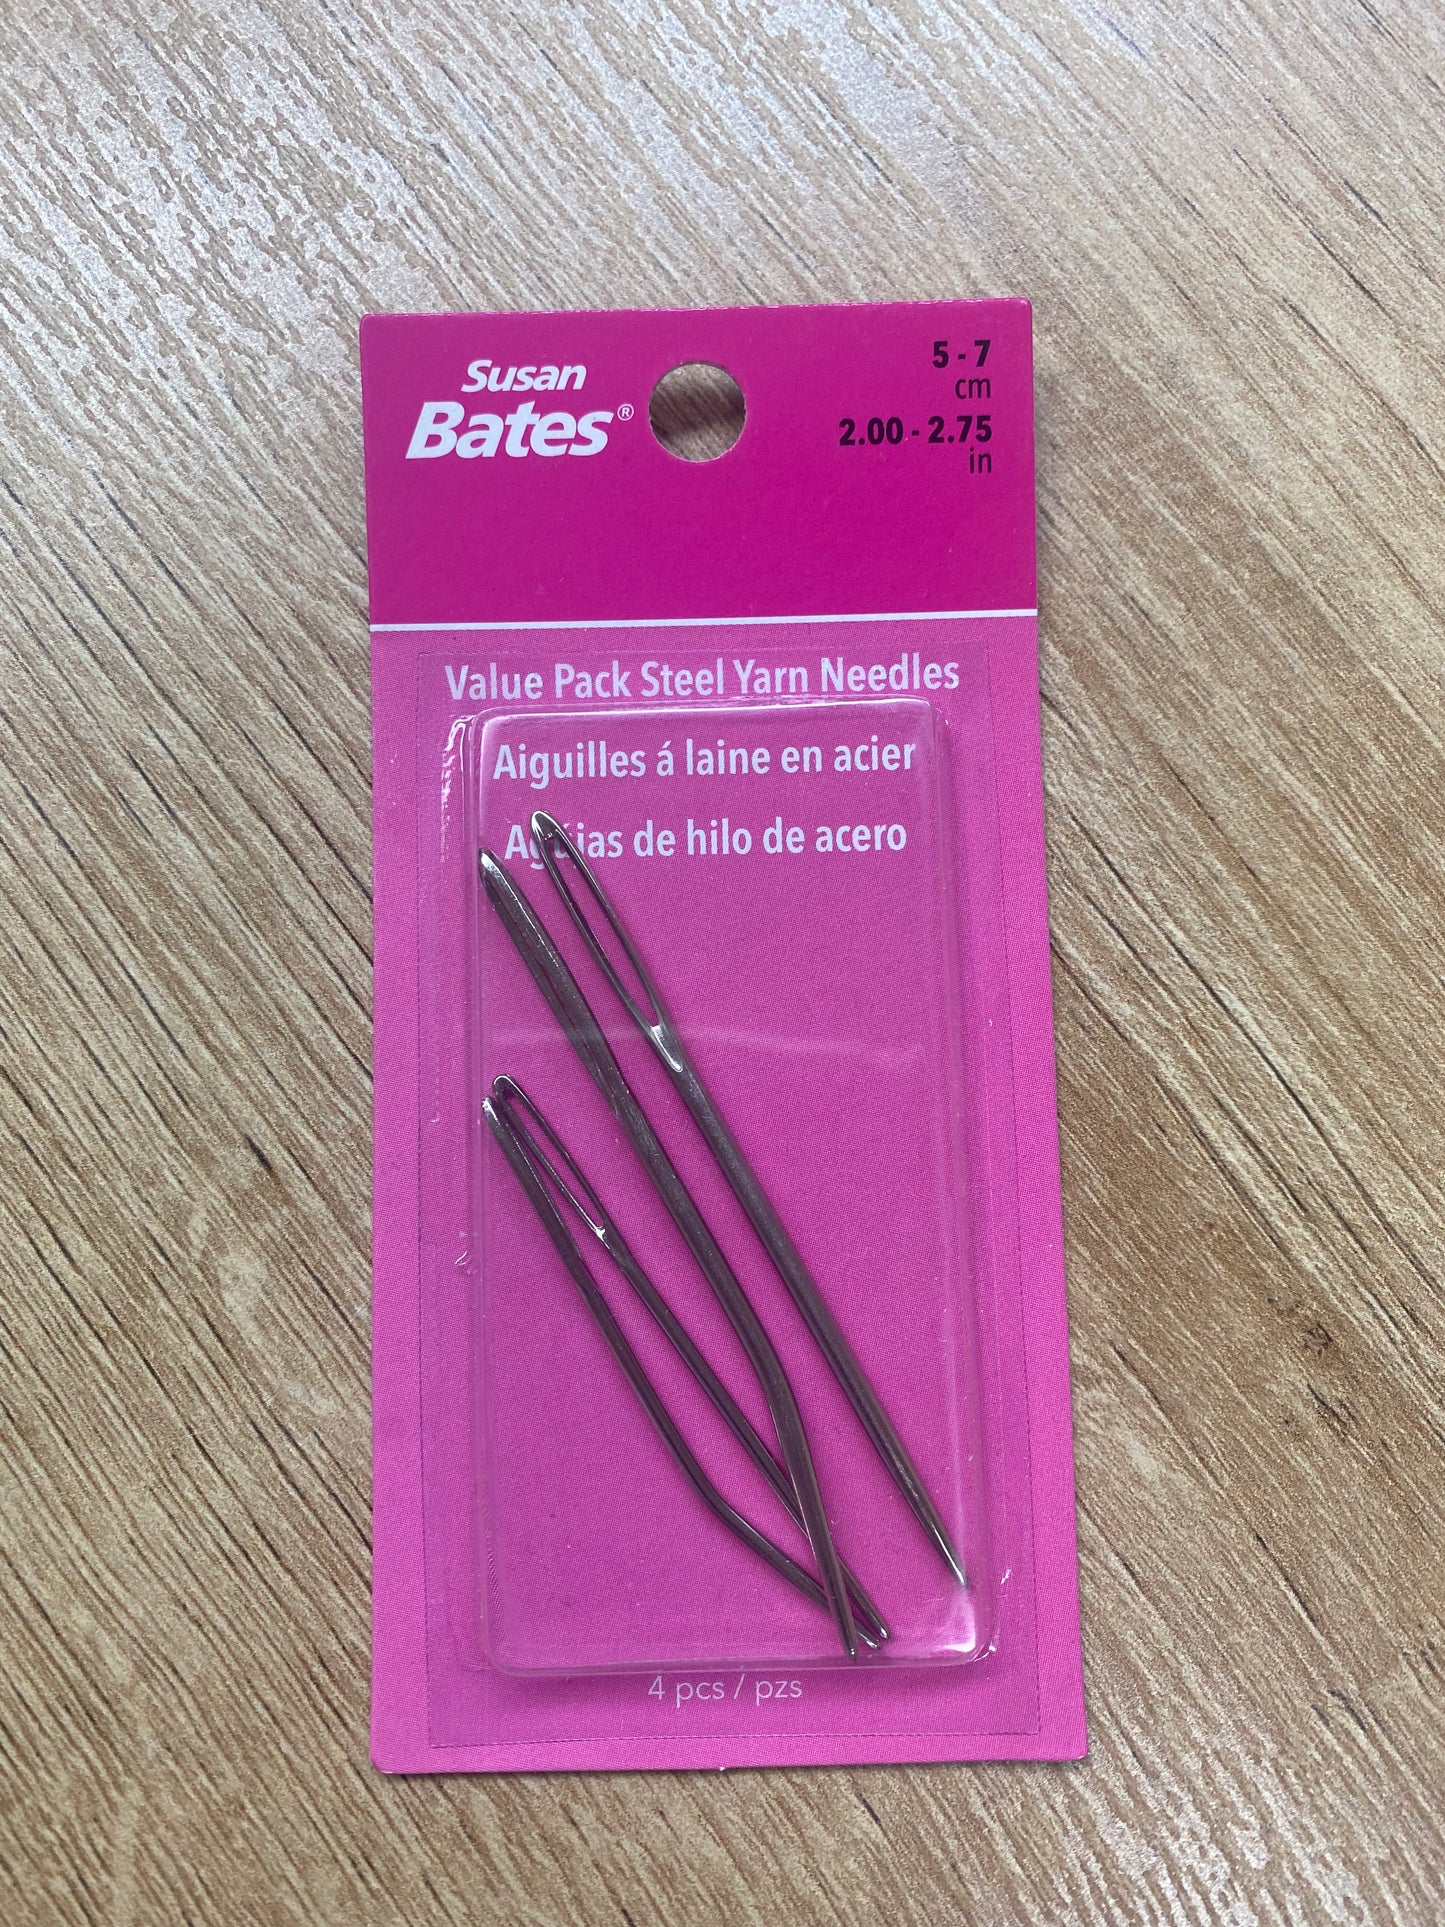 Susan
Bates®
5 - 7
cm
2.00 - 2.75
in
Value Pack Steel Yarn Needles
Aiguilles á laine en acier
Agújas de hilo de acero
4 pcs / pzs